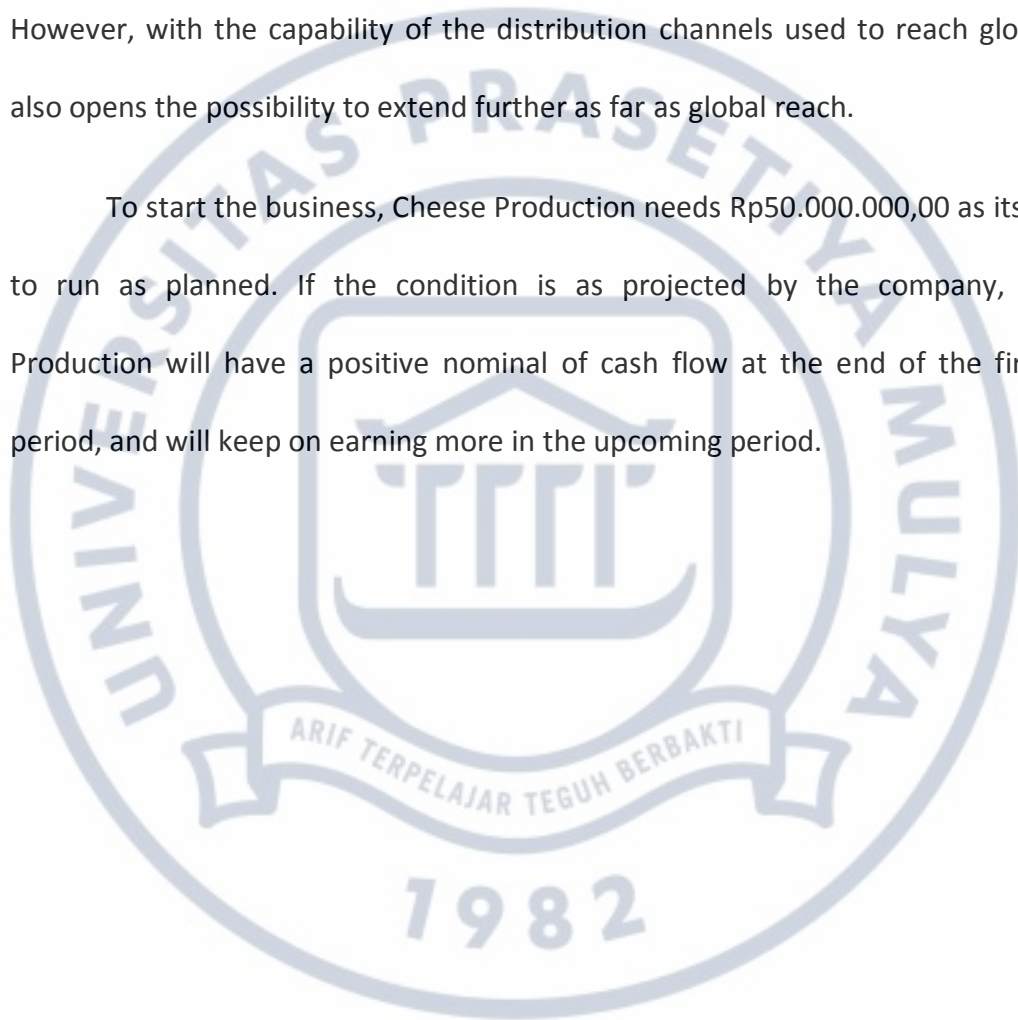 However, with the capability of the distribution channels used to reach glo
also opens the possibility to extend further as far as global reach.
To start the business, Cheese Production needs Rp50.000.000,00 as its
to run as planned. If the condition is as projected by the company,
Production will have a positive nominal of cash flow at the end of the fir
period, and will keep on earning more in the upcoming period.
UNIVERSITAS PRASETIYA MULYA
ARIF TERPELAJAR TEGUH BERBAKTI
1982